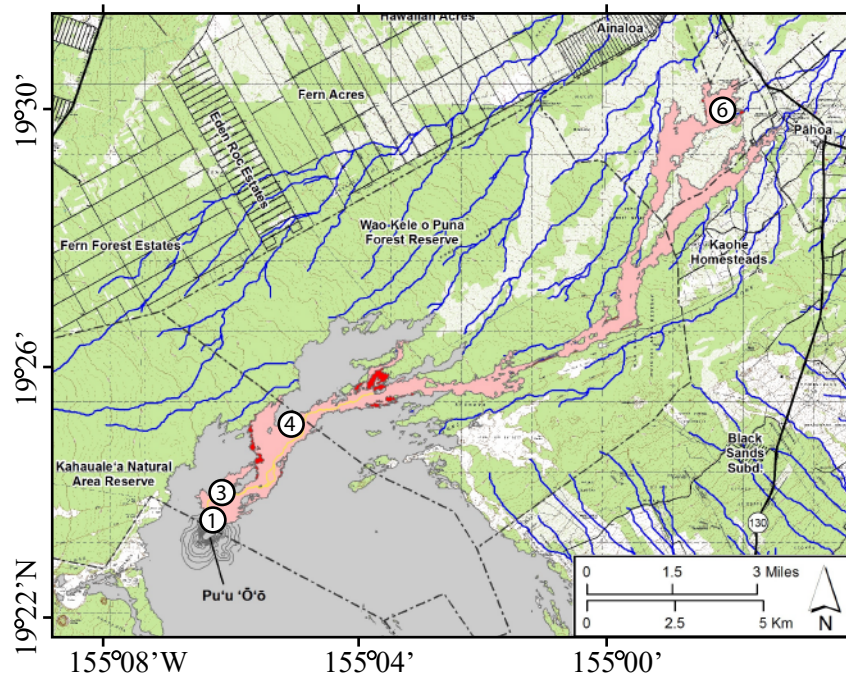 Hawaiian Acres
Ainaloa
19°30'
Fern Acres
6
Pāhoa
Eden Roc Estates
Wao Kele o Puna
Forest Reserve
Fern Forest Estates
Kaohe
Homesteads
19°26'
4
Black
Sands
Subd.
Kahauale'a Natural
Area Reserve
3
1
130
Pu'u 'Ō'ō
0 1.5 3 Miles
0 2.5 5 Km
N
19°22'N
155°08'W
155°04'
155°00'